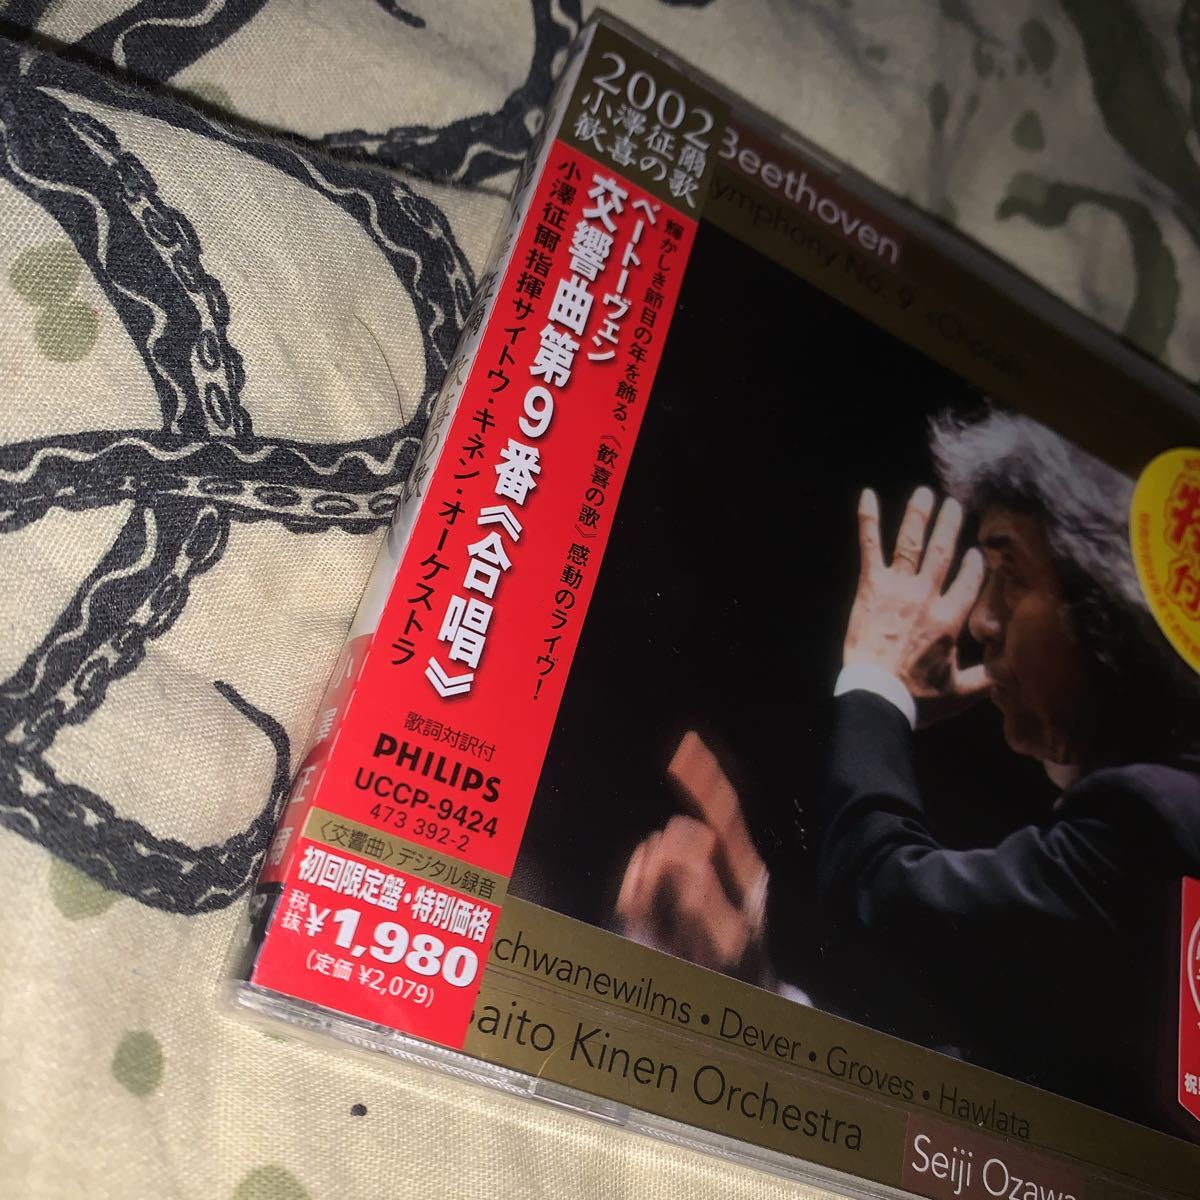 2002
小澤征爾
歓喜の歌
輝かしき節目の年を飾る、《歓喜の歌》感動のライヴ!
ベートーヴェン
交響曲第9番《合唱》
小澤征爾指揮サイトウ・キネン・オーケストラ
歌詞対訳付
PHILIPS
UCCP-9424
473 392-2
〈交響曲〉デジタル録音
初回限定盤・特別価格
税抜¥1,980
(定価 ¥2,079)
Beethoven
Symphony No. 9 «Choral»
Schwanewilms • Dever • Groves • Hawlata
Saito Kinen Orchestra
Seiji Ozawa